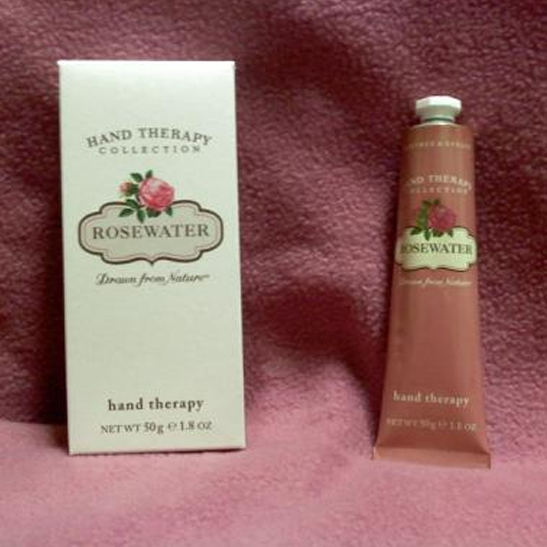 HAND THERAPY
COLLECTION
ROSEWATER
Drawn from Nature™
hand therapy
NET WT 50g ℮ 1.8 OZ
HAND THERAPY
COLLECTION
ROSEWATER
Drawn from Nature
hand therapy
NET WT 50g ℮ 1.8 OZ